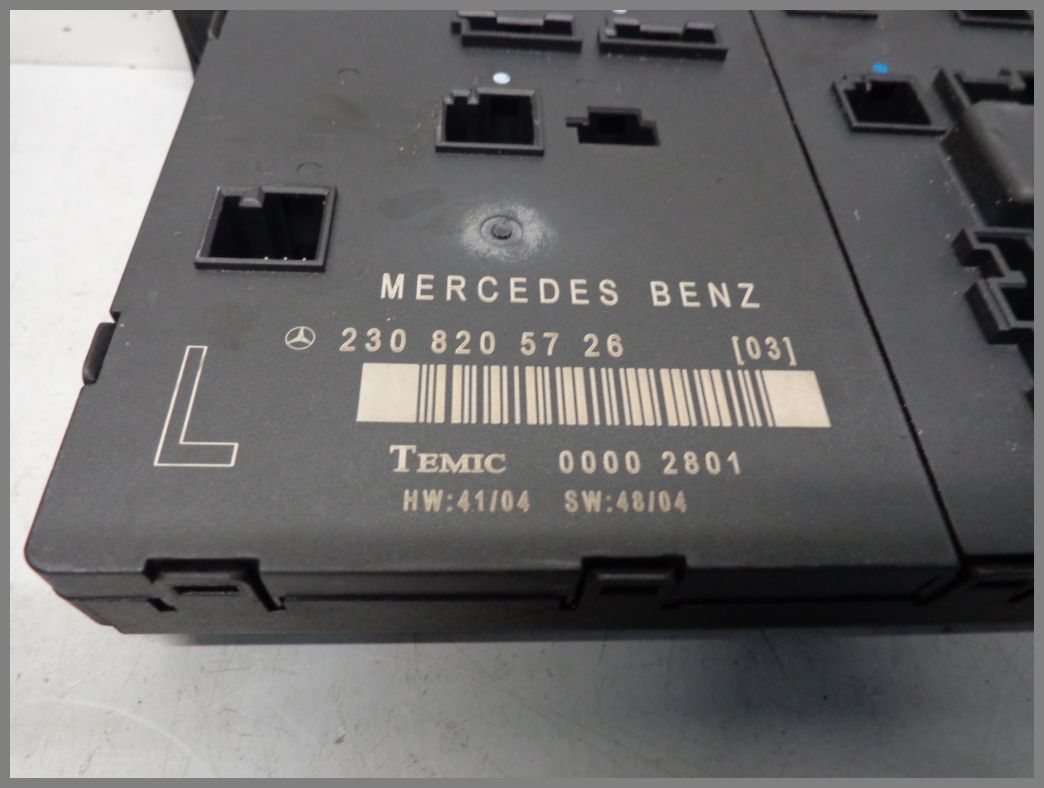 MERCEDES BENZ
230 820 57 26 [03]
L
TEMIC 0000 2801
HW:41/04 SW:48/04